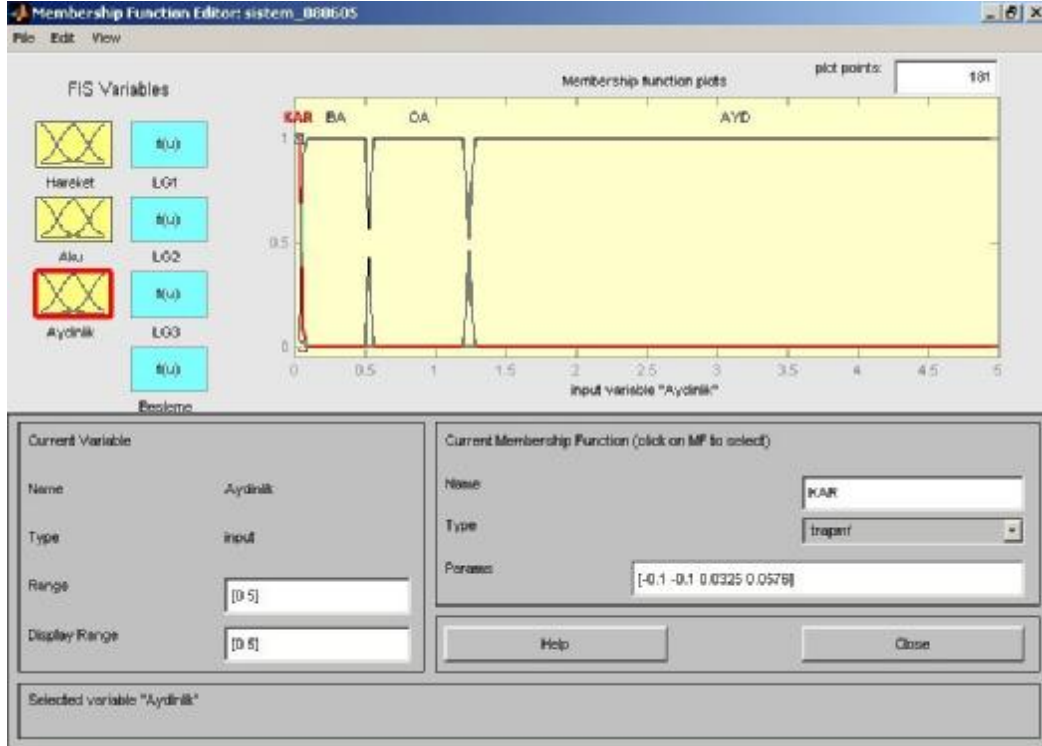 Membership Function Editor: sistem_080605
File Edit View
FIS Variables
Membership function plots
plot points:
181
KAR BA OA AYD
f(u)
Hareket LG1
f(u)
Aku LG2
f(u)
Aydinlik LG3
f(u)
Besleme
1
0.5
0
0 0.5 1 1.5 2 2.5 3 3.5 4 4.5 5
input variable "Aydinlik"
Current Variable
Name Aydinlik
Type input
Range [0 5]
Display Range [0 5]
Current Membership Function (click on MF to select)
Name KAR
Type trapmf
Params [-0.1 -0.1 0.0325 0.0576]
Help Close
Selected variable "Aydinlik"